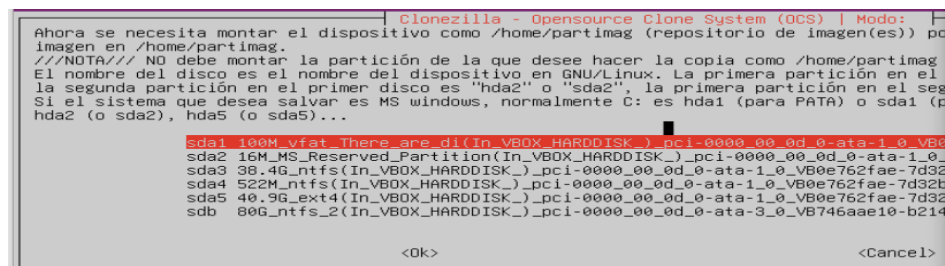 Clonezilla - Opensource Clone System (OCS) | Modo:
Ahora se necesita montar el dispositivo como /home/partimag (repositorio de imagen(es)) po
imagen en /home/partimag.
///NOTA/// NO debe montar la partición de la que desee hacer la copia como /home/partimag
El nombre del disco es el nombre del dispositivo en GNU/Linux. La primera partición en el
la segunda partición en el primer disco es "hda2" o "sda2", la primera partición en el seg
Si el sistema que desea salvar es MS windows, normalmente C: es hda1 (para PATA) o sda1 (p
hda2 (o sda2), hda5 (o sda5)...
sda1 100M_vfat_There_are_di(In_VBOX_HARDDISK_)_pci-0000_00_0d_0-ata-1_0_VB0
sda2 16M_MS_Reserved_Partition(In_VBOX_HARDDISK_)_pci-0000_00_0d_0-ata-1_0_
sda3 38.4G_ntfs(In_VBOX_HARDDISK_)_pci-0000_00_0d_0-ata-1_0_VB0e762fae-7d32
sda4 522M_ntfs(In_VBOX_HARDDISK_)_pci-0000_00_0d_0-ata-1_0_VB0e762fae-7d32b
sda5 40.9G_ext4(In_VBOX_HARDDISK_)_pci-0000_00_0d_0-ata-1_0_VB0e762fae-7d32
sdb 80G_ntfs_2(In_VBOX_HARDDISK_)_pci-0000_00_0d_0-ata-3_0_VB746aae10-b214
<Ok> <Cancel>